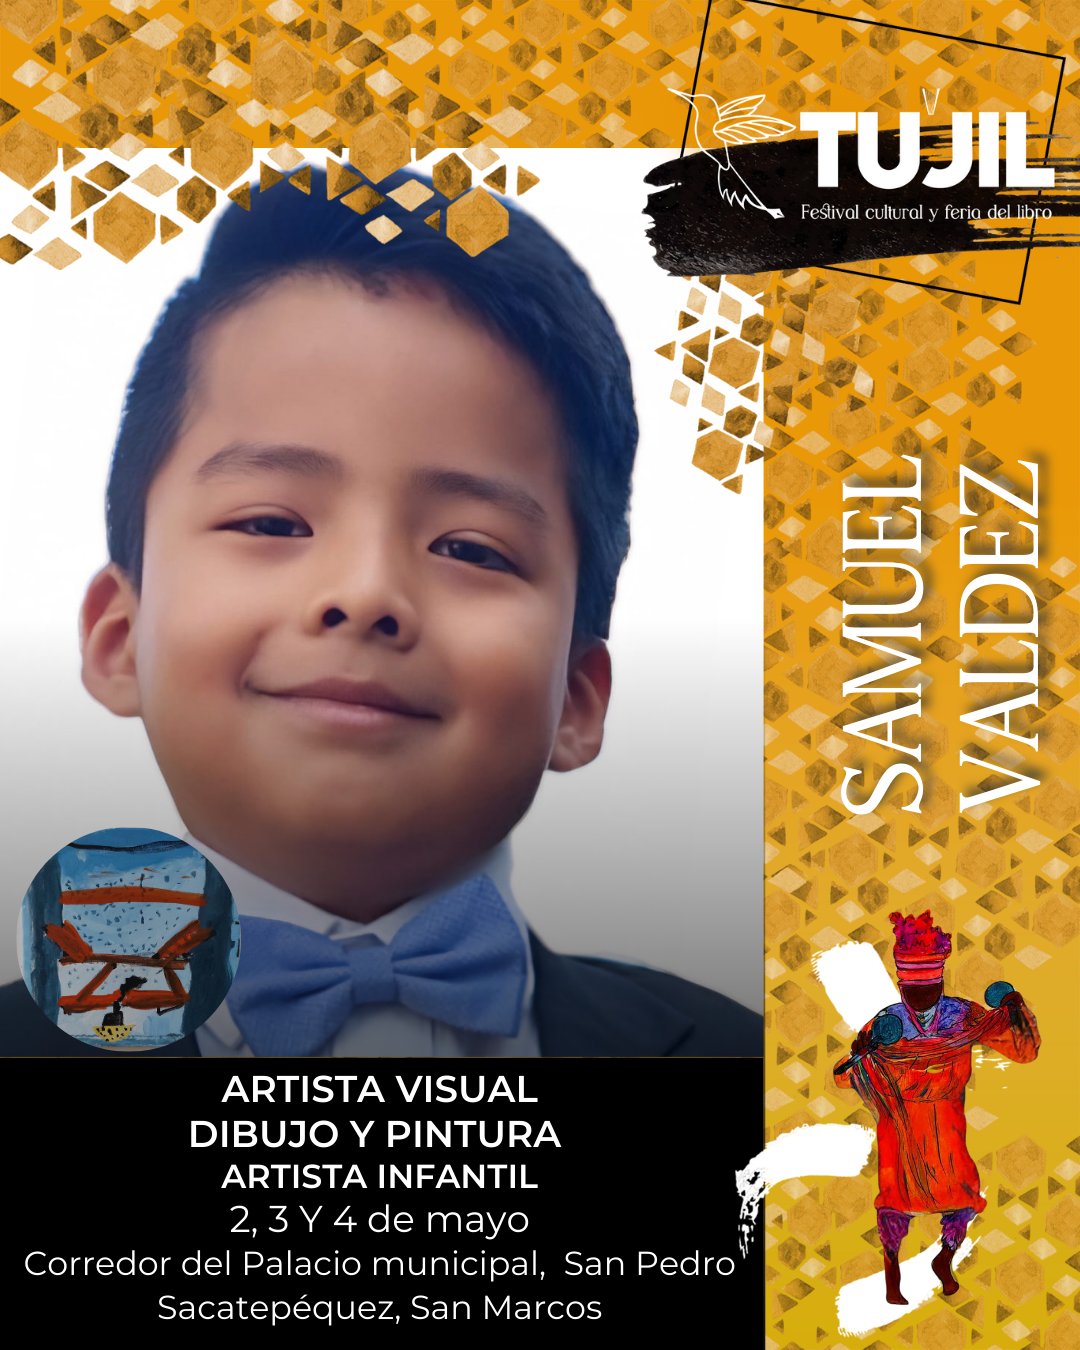 TUJIL
Festival cultural y feria del libro
SAMUEL
VALDEZ
ARTISTA VISUAL
DIBUJO Y PINTURA
ARTISTA INFANTIL
2, 3 Y 4 de mayo
Corredor del Palacio municipal, San Pedro
Sacatepéquez, San Marcos